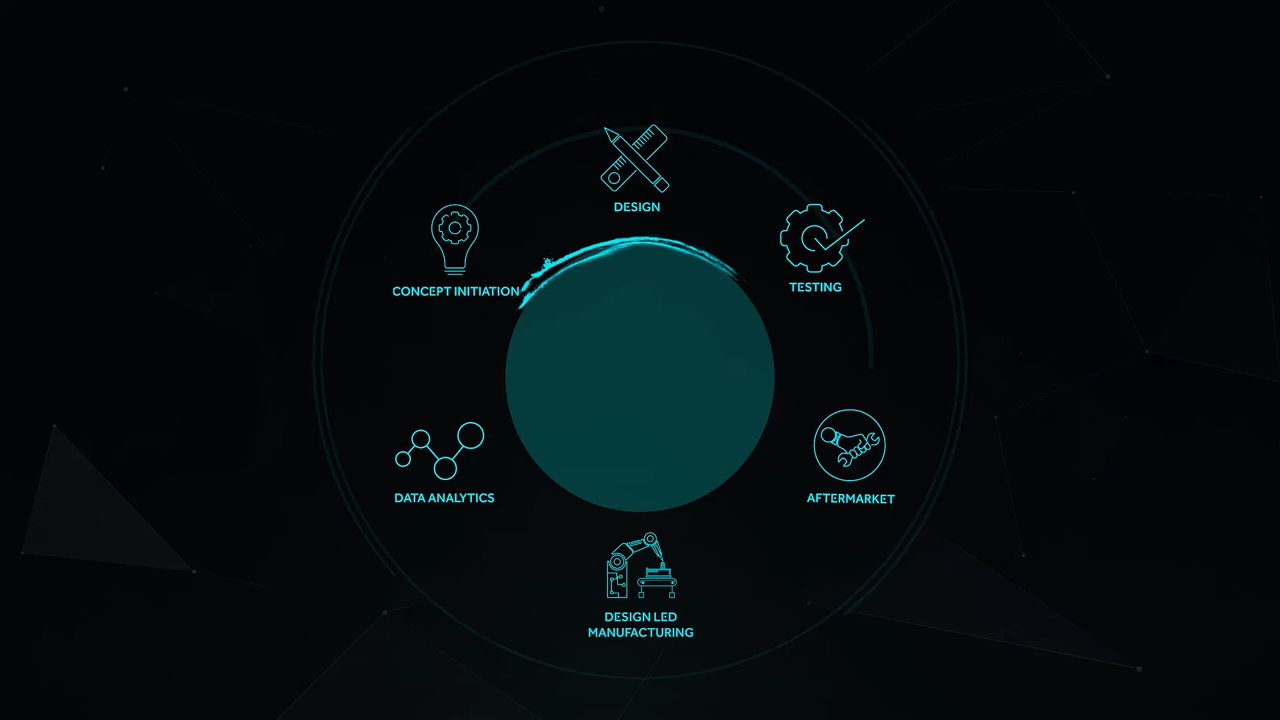 DESIGN
CONCEPT INITIATION
TESTING
DATA ANALYTICS
AFTERMARKET
DESIGN LED
MANUFACTURING